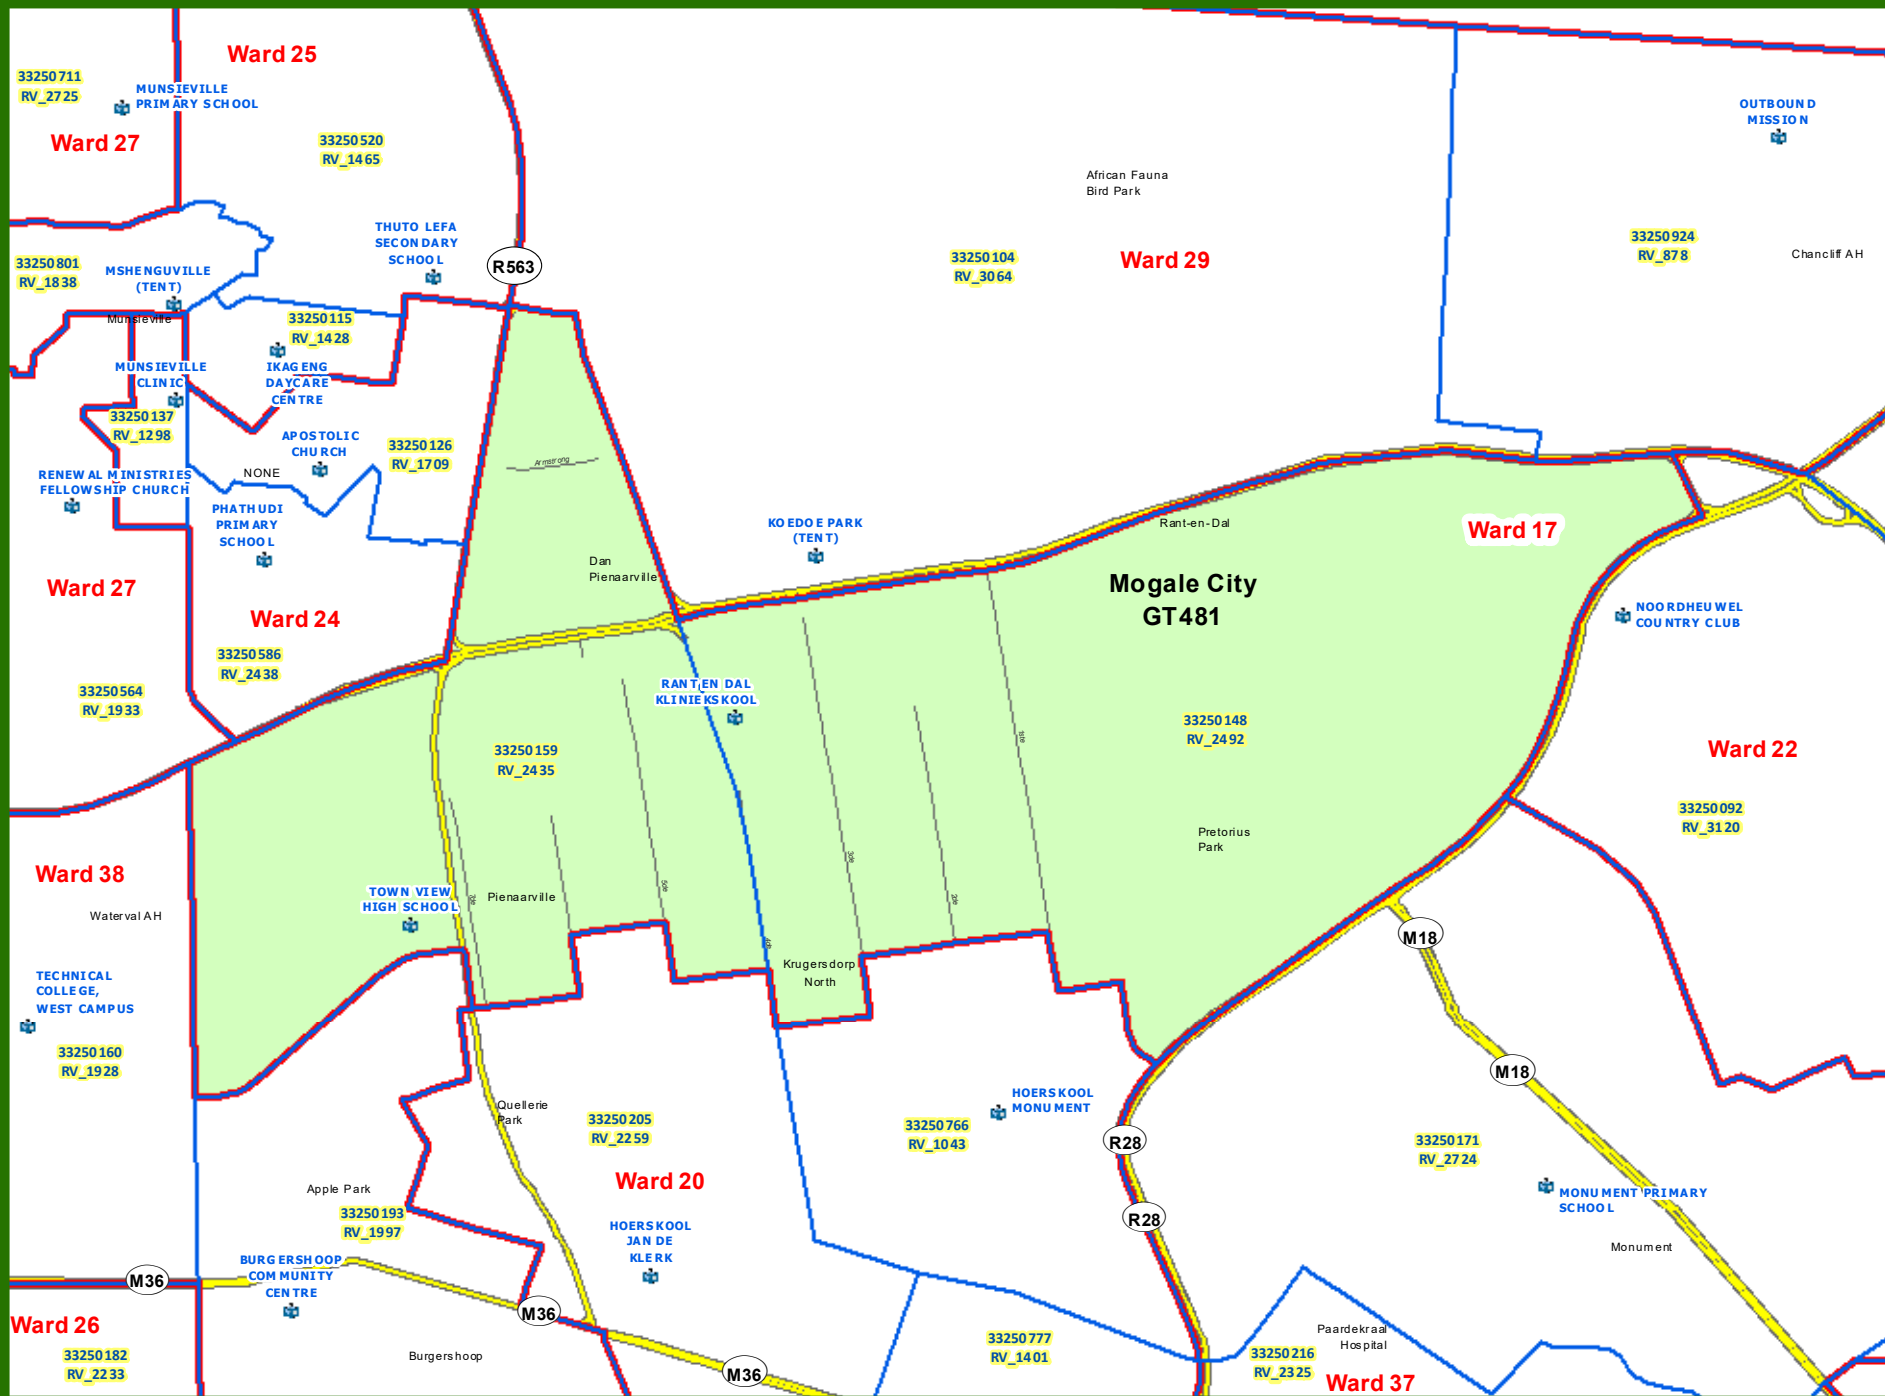 Ward 25
33250711
RV_2725
MUNSIEVILLE
PRIMARY SCHOOL
Ward 27
33250520
RV_1465
OUTBOUND
MISSION
African Fauna
Bird Park
THUTO LEFA
SECONDARY
SCHOOL
33250924
RV_878
Chancliff AH
33250104
RV_3064
Ward 29
R563
33250801
RV_1838
MSHENGUVILLE
(TENT)
Munsieville
33250115
RV_1428
MUNSIEVILLE
CLINIC
IKAGENG
DAYCARE
CENTRE
33250137
RV_1298
APOSTOLIC
CHURCH
33250126
RV_1709
Armstrong
RENEWAL MINISTRIES
FELLOWSHIP CHURCH
NONE
PHATHUDI
PRIMARY
SCHOOL
KOEDOE PARK
(TENT)
Rant-en-Dal
Ward 17
Dan
Pienaarville
Mogale City
GT481
Ward 27
Ward 24
NOORDHEUWEL
COUNTRY CLUB
33250586
RV_2438
33250564
RV_1933
RANT EN DAL
KLINIEKSKOOL
33250148
RV_2492
1ste
33250159
RV_2435
Ward 22
33250092
RV_3120
Pretorius
Park
3de
Ward 38
Waterval AH
TOWN VIEW
HIGH SCHOOL
7de
Pienaarville
5de
2de
4de
Krugersdorp
North
M18
TECHNICAL
COLLEGE,
WEST CAMPUS
33250160
RV_1928
M18
Quellerie
Park
33250205
RV_2259
33250766
RV_1043
HOERSKOOL
MONUMENT
R28
33250171
RV_2724
Ward 20
Apple Park
33250193
RV_1997
HOERSKOOL
JAN DE
KLERK
R28
MONUMENT PRIMARY
SCHOOL
Monument
BURGERSHOOP
COMMUNITY
CENTRE
M36
M36
Ward 26
33250182
RV_2233
Burgershoop
M36
33250777
RV_1401
Paardekraal
Hospital
33250216
RV_2325
Ward 37